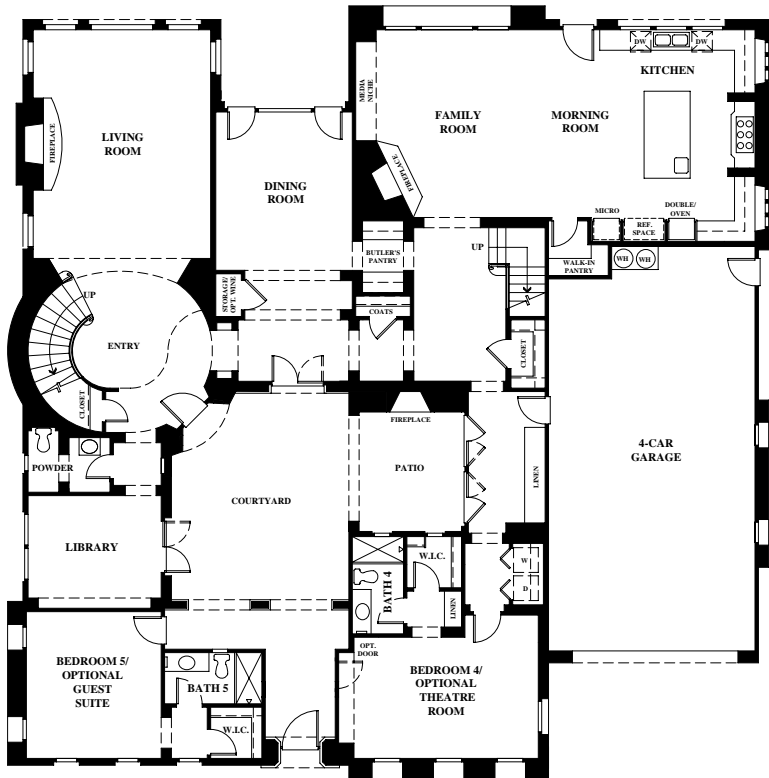 DW
DW
KITCHEN
MEDIA
NICHE
FAMILY
ROOM
MORNING
ROOM
LIVING
ROOM
FIREPLACE
FIREPLACE
DINING
ROOM
MICRO
REF.
SPACE
DOUBLE/
OVEN
UP
BUTLER'S
PANTRY
WALK-IN
PANTRY
WH
WH
STORAGE/
OPT. WINE
UP
COATS
ENTRY
CLOSET
CLOSET
FIREPLACE
4-CAR
GARAGE
POWDER
PATIO
LINEN
COURTYARD
LIBRARY
W.I.C.
W
D
BATH 4
LINEN
OPT.
DOOR
BEDROOM 5/
OPTIONAL
GUEST
SUITE
BATH 5
BEDROOM 4/
OPTIONAL
THEATRE
ROOM
W.I.C.